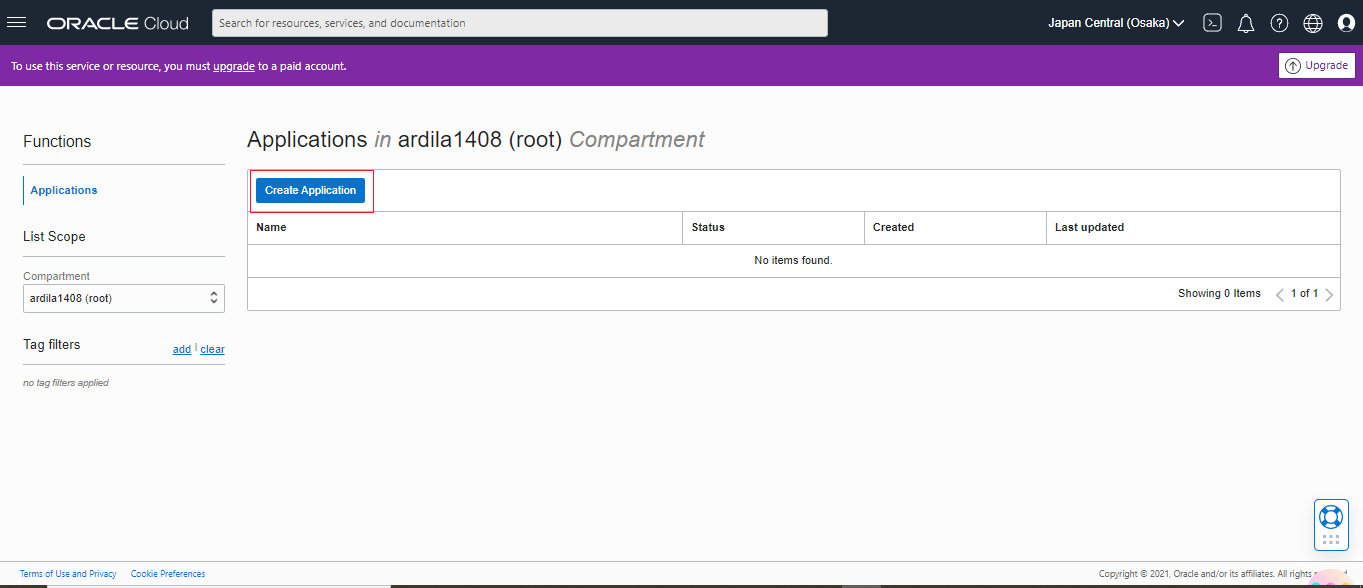 ORACLE Cloud
Search for resources, services, and documentation
Japan Central (Osaka)
To use this service or resource, you must upgrade to a paid account.
Upgrade
Functions
Applications
List Scope
Compartment
ardila1408 (root)
Tag filters
add | clear
no tag filters applied
Applications in ardila1408 (root) Compartment
Create Application
Name Status Created Last updated
No items found.
Showing 0 Items < 1 of 1 >
Terms of Use and Privacy Cookie Preferences
Copyright © 2021, Oracle and/or its affiliates. All rights